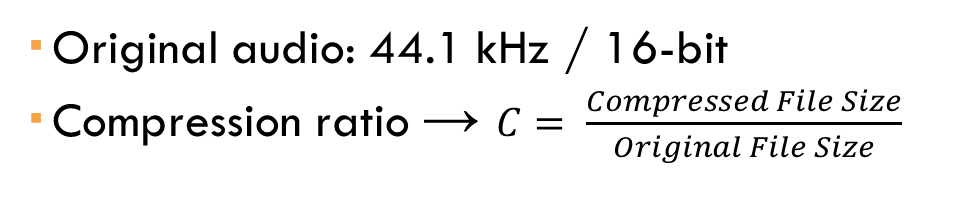 ▪ Original audio: 44.1 kHz / 16-bit
▪ Compression ratio → C = Compressed File Size / Original File Size